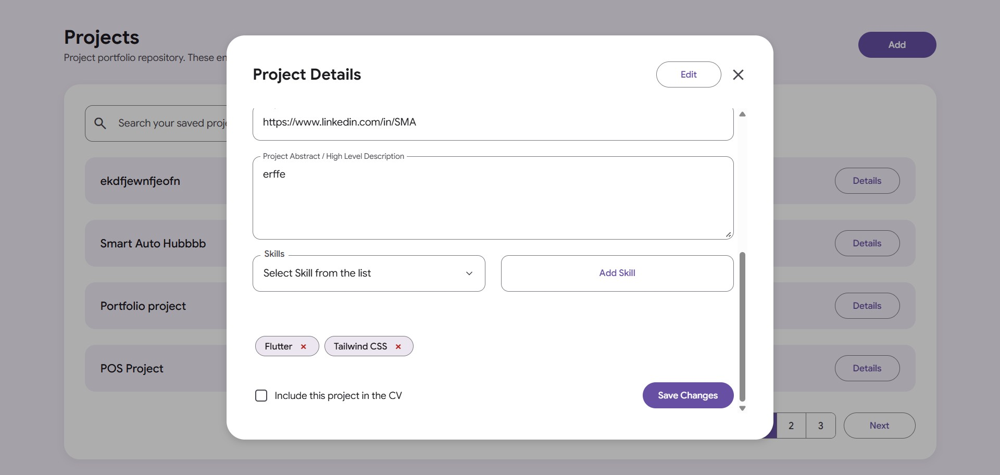 Projects
Project portfolio repository. These en
Add
Project Details
Edit
Search your saved proje
https://www.linkedin.com/in/SMA
Project Abstract / High Level Description
erffe
ekdfjewnfjeofn
Details
Smart Auto Hubbbb
Details
Skills
Select Skill from the list
Add Skill
Portfolio project
Details
Flutter ×
Tailwind CSS ×
POS Project
Details
Include this project in the CV
Save Changes
2
3
Next